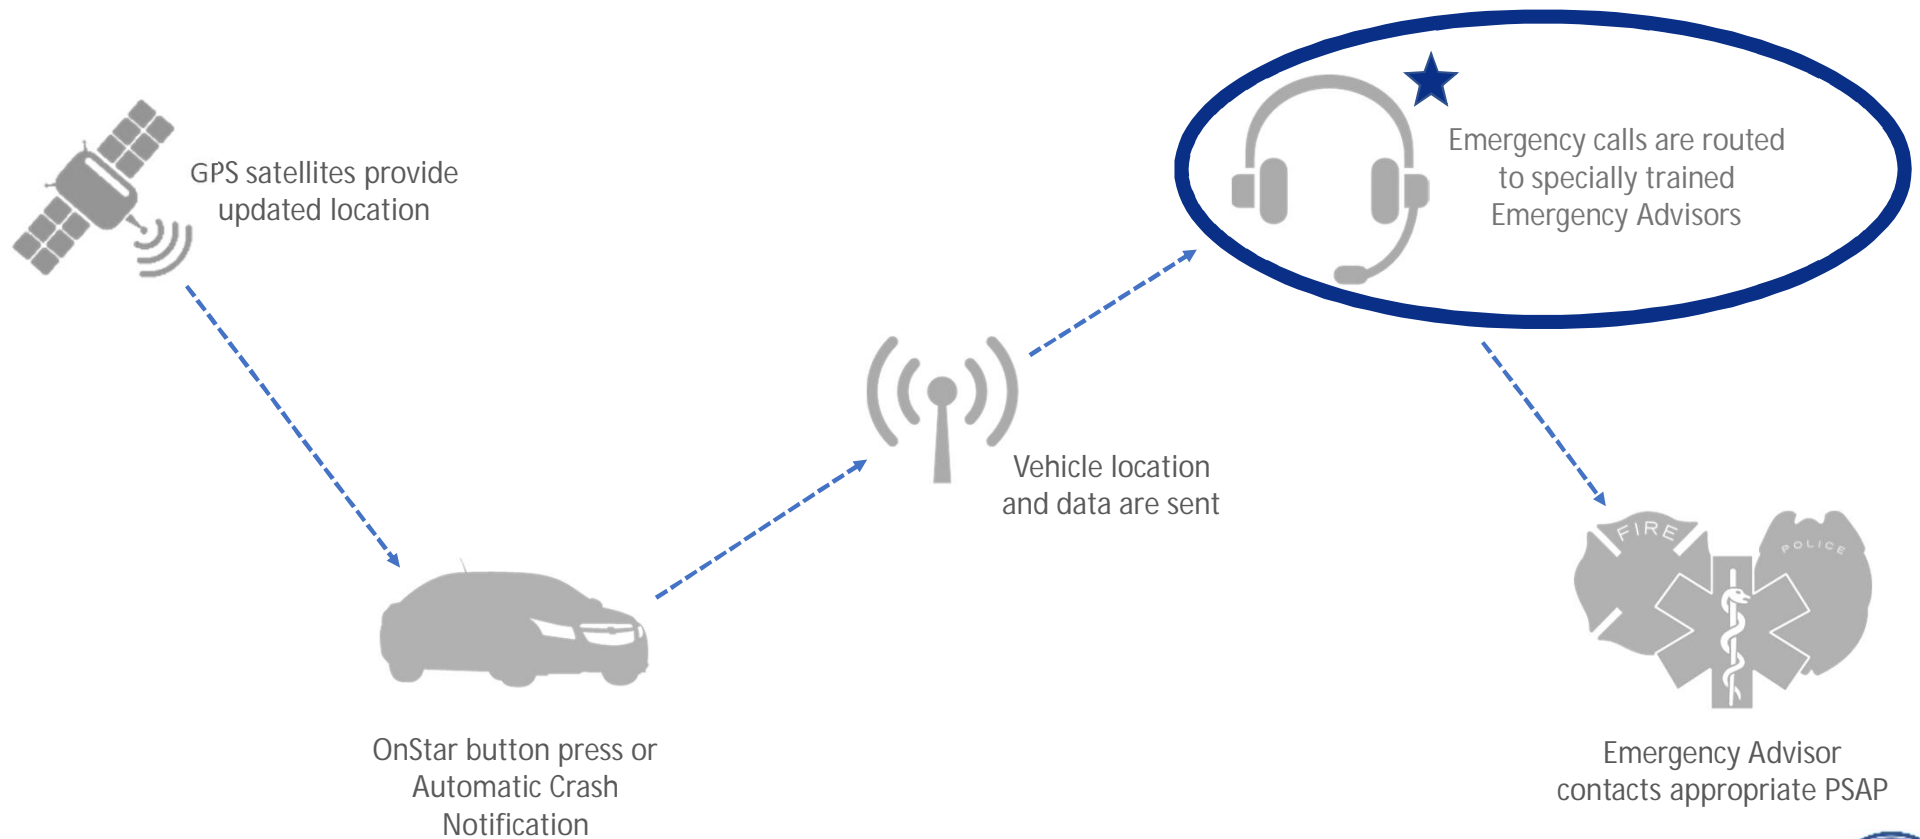 GPS satellites provide
updated location
Emergency calls are routed
to specially trained
Emergency Advisors
Vehicle location
and data are sent
FIRE
POLICE
OnStar button press or
Automatic Crash
Notification
Emergency Advisor
contacts appropriate PSAP